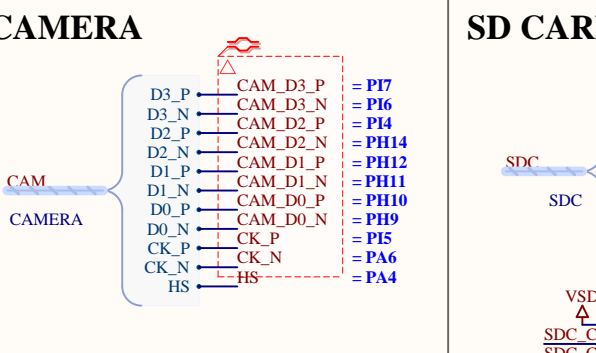 CAMERA
SD CAR
D3_P CAM_D3_P = PI7
D3_N CAM_D3_N = PI6
D2_P CAM_D2_P = PI4
D2_N CAM_D2_N = PH14
D1_P CAM_D1_P = PH12
D1_N CAM_D1_N = PH11
D0_P CAM_D0_P = PH10
D0_N CAM_D0_N = PH9
CK_P CK_P = PI5
CK_N CK_N = PA6
HS HS = PA4
CAM
CAMERA
SDC
SDC
VSD
SDC_C
SDC_C